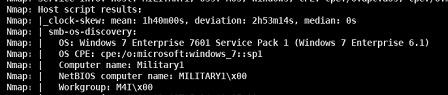 Nmap: Host script results:
Nmap: |_clock-skew: mean: 1h40m00s, deviation: 2h53m14s, median: 0s
Nmap: | smb-os-discovery:
Nmap: |   OS: Windows 7 Enterprise 7601 Service Pack 1 (Windows 7 Enterprise 6.1)
Nmap: |   OS CPE: cpe:/o:microsoft:windows_7::sp1
Nmap: |   Computer name: Military1
Nmap: |   NetBIOS computer name: MILITARY1\x00
Nmap: |   Workgroup: M4I\x00